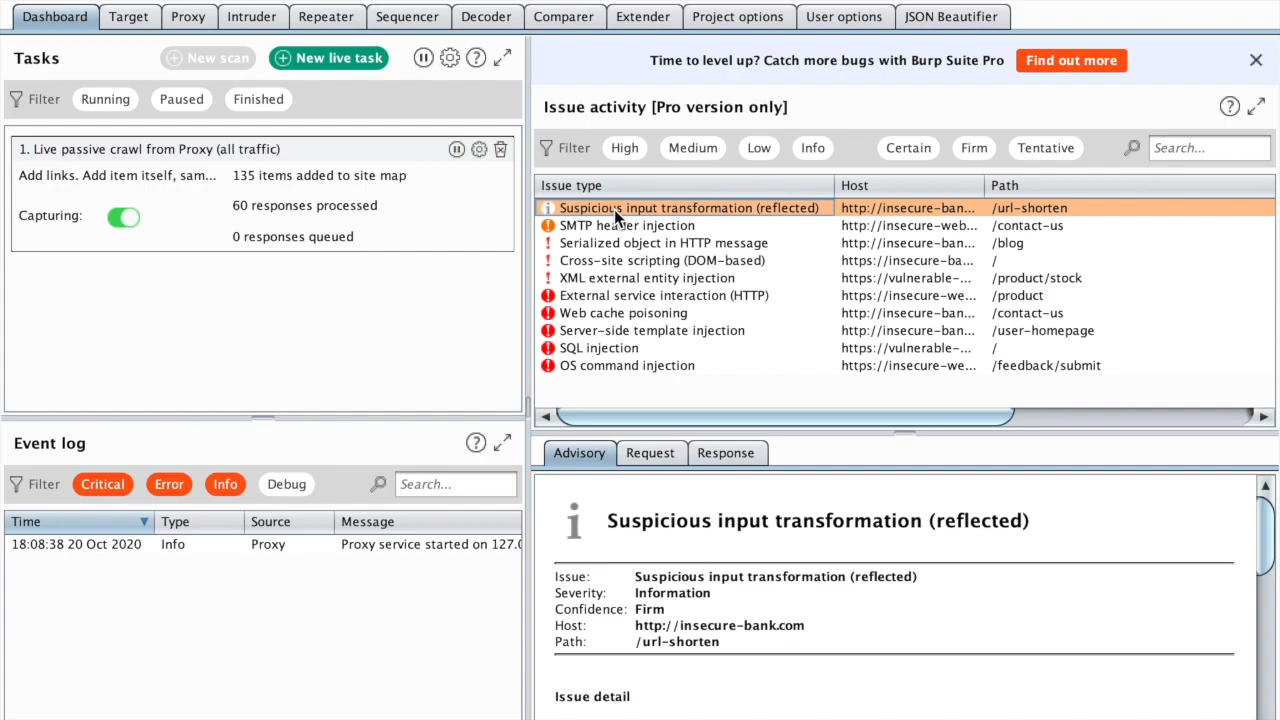 Dashboard Target Proxy Intruder Repeater Sequencer Decoder Comparer Extender Project options User options JSON Beautifier
Tasks
New scan
New live task
Filter Running Paused Finished
1. Live passive crawl from Proxy (all traffic)
Add links. Add item itself, sam... 135 items added to site map
60 responses processed
Capturing:
0 responses queued
Event log
Filter Critical Error Info Debug Search...
Time Type Source Message
18:08:38 20 Oct 2020 Info Proxy Proxy service started on 127.0
Time to level up? Catch more bugs with Burp Suite Pro Find out more
Issue activity [Pro version only]
Filter High Medium Low Info Certain Firm Tentative Search...
Issue type Host Path
Suspicious input transformation (reflected) http://insecure-ban... /url-shorten
SMTP header injection http://insecure-web... /contact-us
Serialized object in HTTP message http://insecure-ban... /blog
Cross-site scripting (DOM-based) https://insecure-ba... /
XML external entity injection https://vulnerable-... /product/stock
External service interaction (HTTP) https://insecure-we... /product
Web cache poisoning http://insecure-ban... /contact-us
Server-side template injection http://insecure-ban... /user-homepage
SQL injection https://vulnerable-... /
OS command injection https://insecure-we... /feedback/submit
Advisory Request Response
Suspicious input transformation (reflected)
Issue: Suspicious input transformation (reflected)
Severity: Information
Confidence: Firm
Host: http://insecure-bank.com
Path: /url-shorten
Issue detail